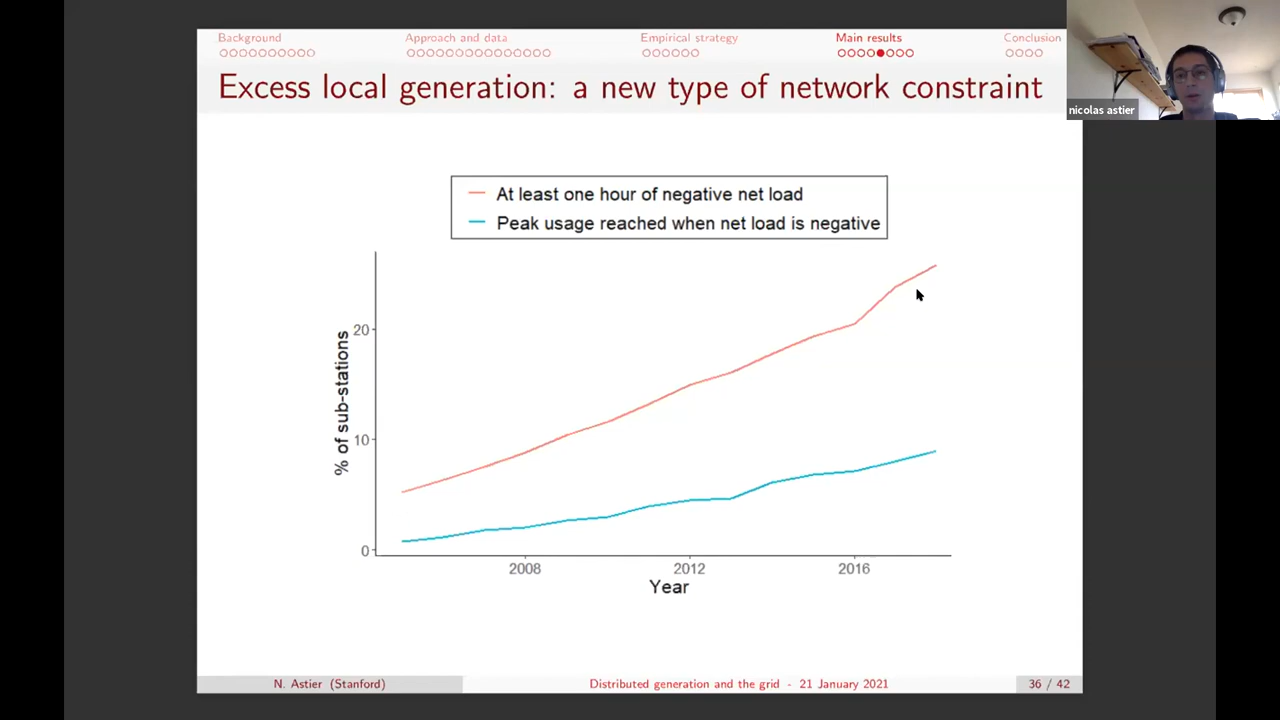 Background
Approach and data
Empirical strategy
Main results
Conclusion
Excess local generation: a new type of network constraint
nicolas astier
At least one hour of negative net load
Peak usage reached when net load is negative
% of sub-stations
20
10
0
2008
2012
2016
Year
N. Astier (Stanford)
Distributed generation and the grid - 21 January 2021
36 / 42